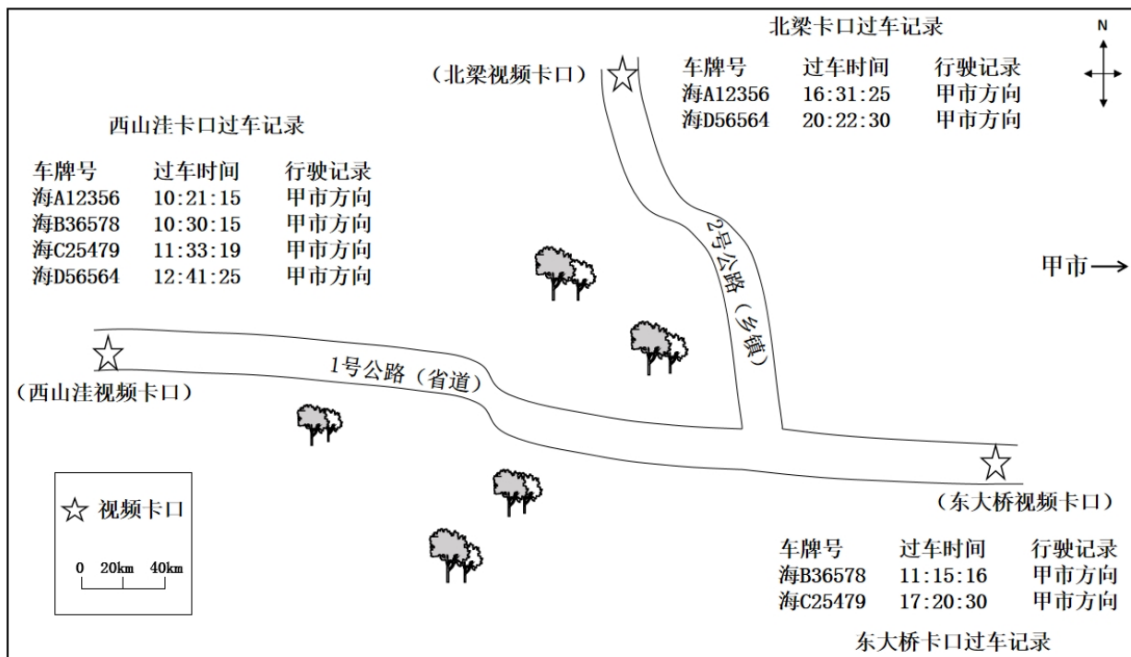 北梁卡口过车记录
N
（北梁视频卡口）
车牌号 过车时间 行驶记录
海A12356 16:31:25 甲市方向
海D56564 20:22:30 甲市方向
西山洼卡口过车记录
车牌号 过车时间 行驶记录
海A12356 10:21:15 甲市方向
海B36578 10:30:15 甲市方向
海C25479 11:33:19 甲市方向
海D56564 12:41:25 甲市方向
2号公路（乡镇）
甲市
1号公路（省道）
（西山洼视频卡口）
视频卡口
0 20km 40km
（东大桥视频卡口）
车牌号 过车时间 行驶记录
海B36578 11:15:16 甲市方向
海C25479 17:20:30 甲市方向
东大桥卡口过车记录